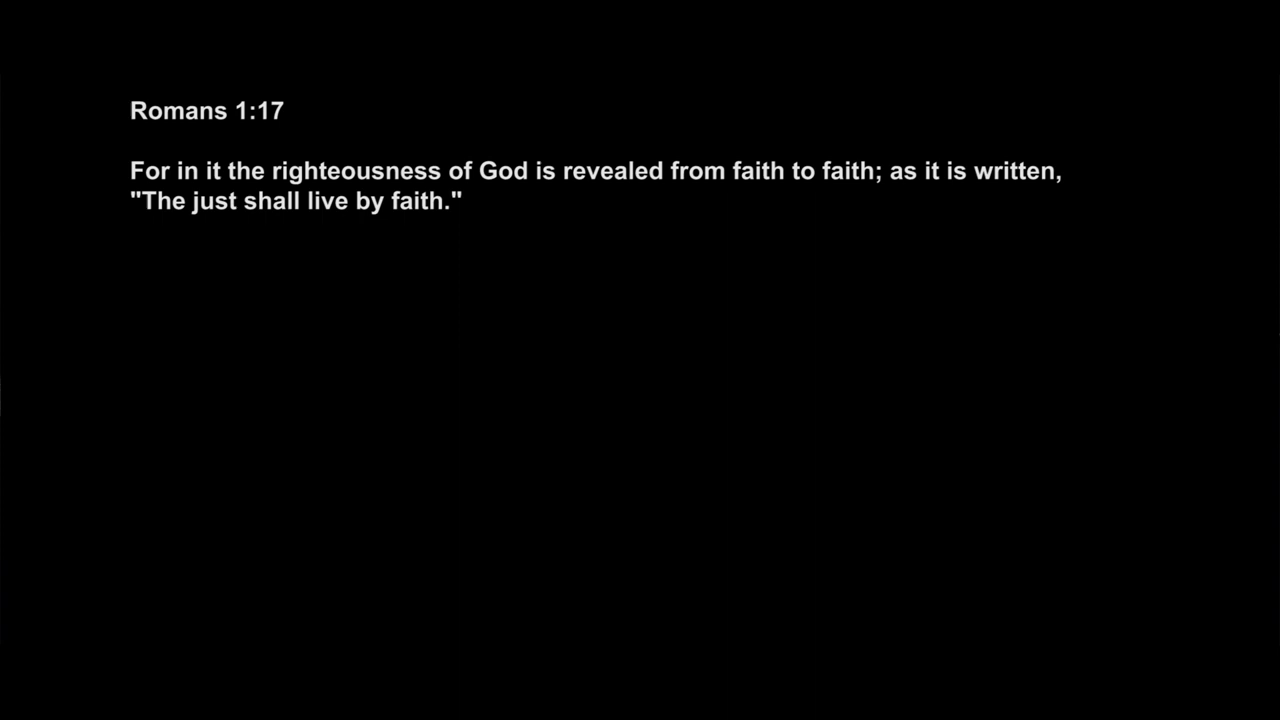 Romans 1:17
For in it the righteousness of God is revealed from faith to faith; as it is written,
"The just shall live by faith."